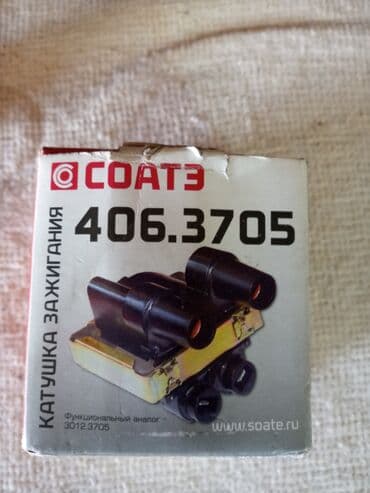 СОАТЭ
406.3705
КАТУШКА ЗАЖИГАНИЯ
Функциональный аналог -
3012.3705
www.soate.ru